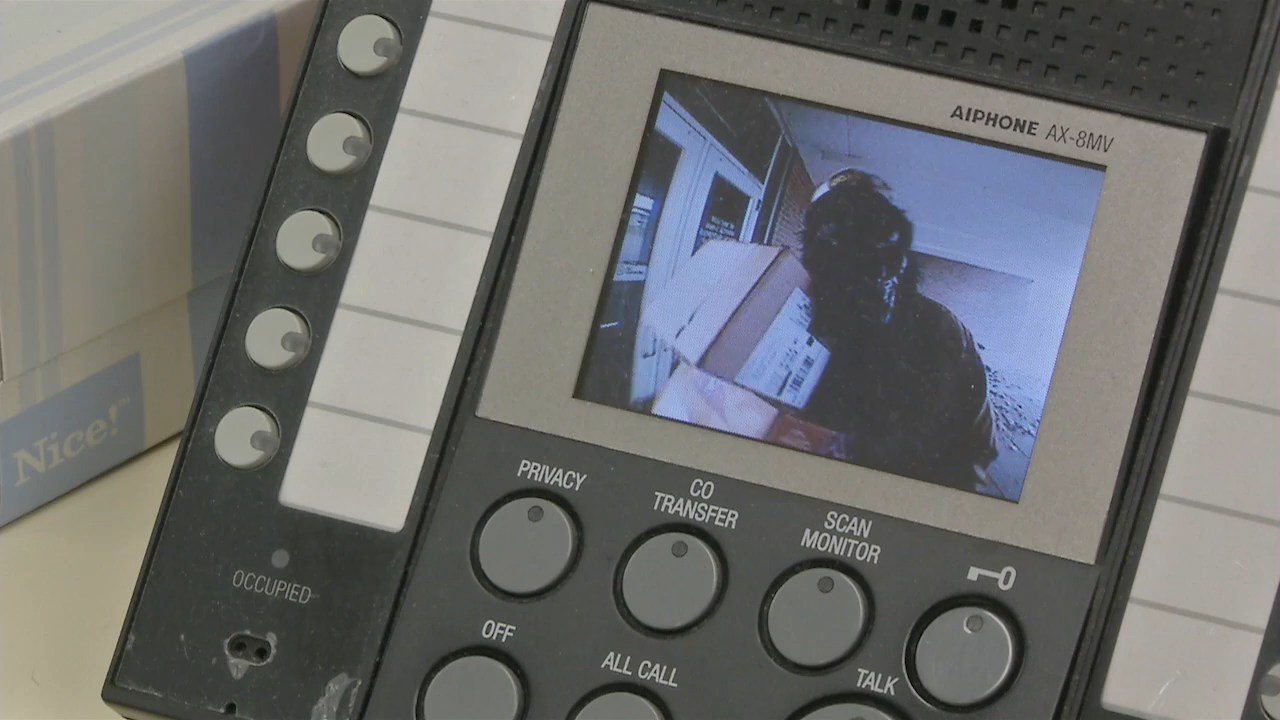 AIPHONE AX-8MV
PRIVACY
CO
TRANSFER
SCAN
MONITOR
OCCUPIED
OFF
ALL CALL
TALK
Nice!